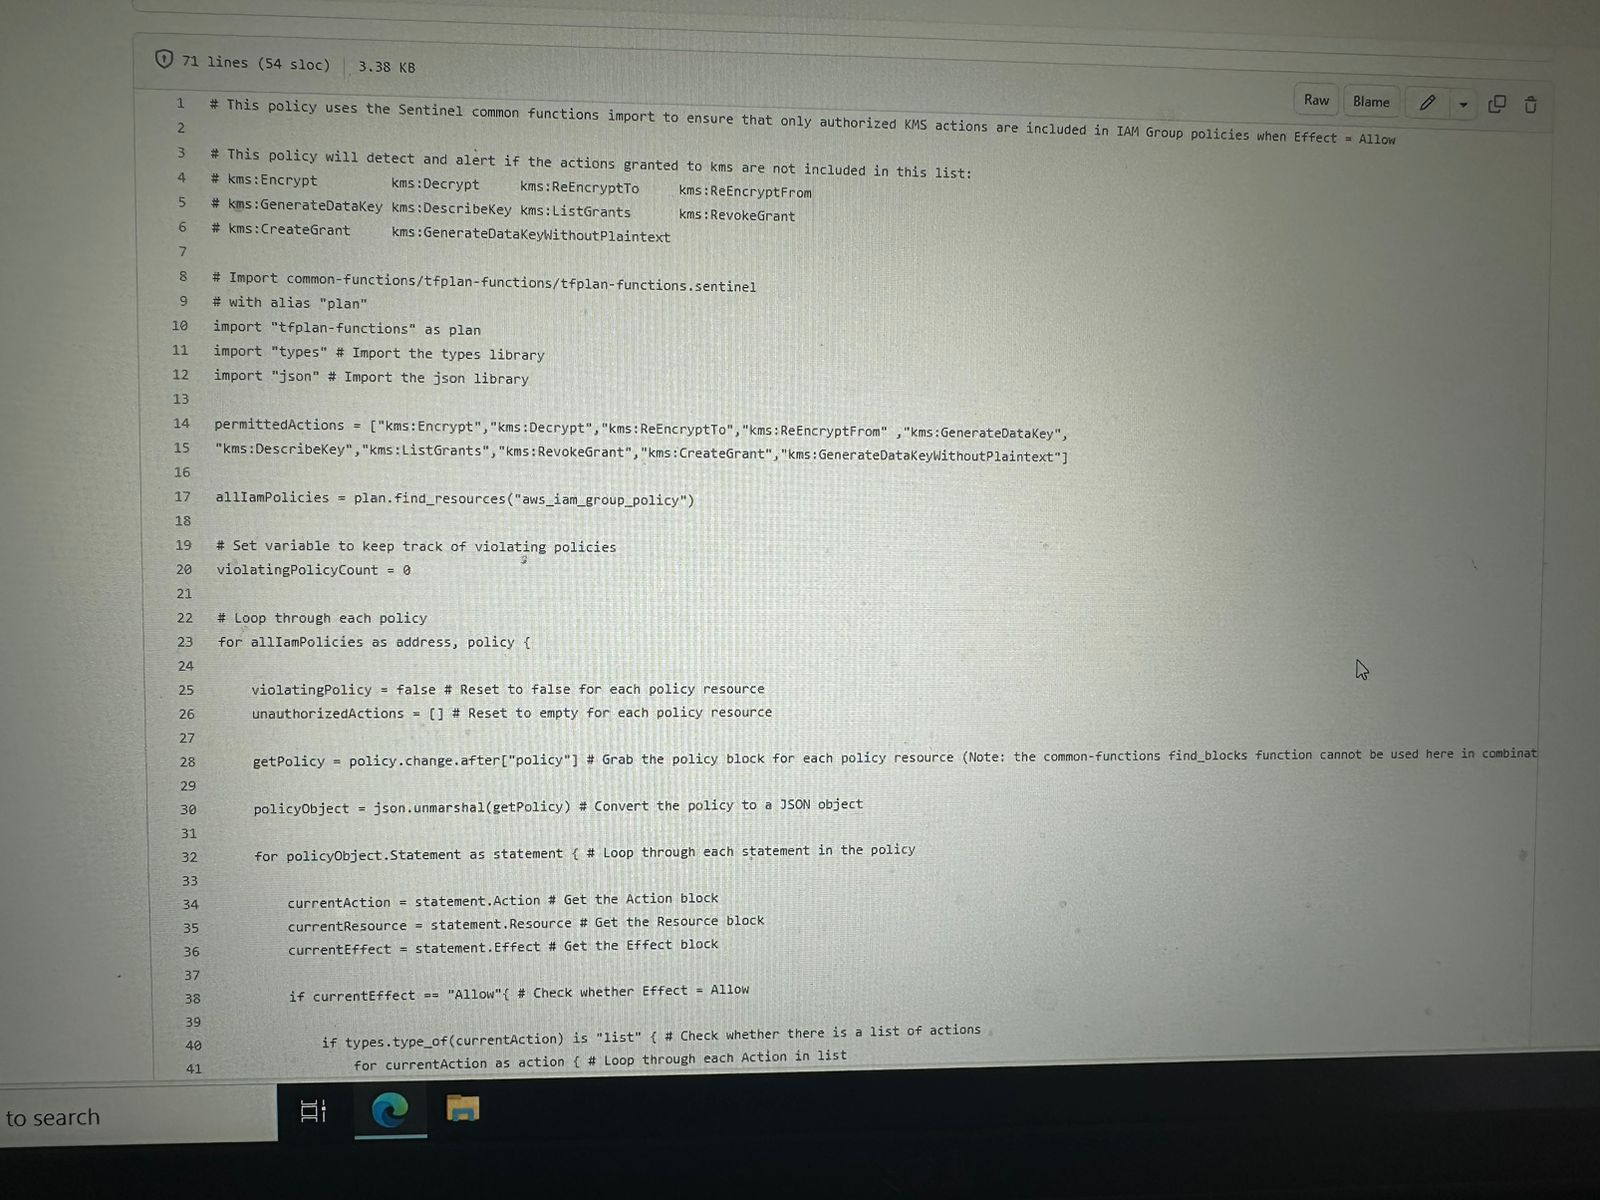 71 lines (54 sloc) 3.38 KB
Raw Blame
1 # This policy uses the Sentinel common functions import to ensure that only authorized KMS actions are included in IAM Group policies when Effect = Allow
2
3 # This policy will detect and alert if the actions granted to kms are not included in this list:
4 # kms:Encrypt kms:Decrypt kms:ReEncryptTo kms:ReEncryptFrom
5 # kms:GenerateDataKey kms:DescribeKey kms:ListGrants kms:RevokeGrant
6 # kms:CreateGrant kms:GenerateDataKeyWithoutPlaintext
7
8 # Import common-functions/tfplan-functions/tfplan-functions.sentinel
9 # with alias "plan"
10 import "tfplan-functions" as plan
11 import "types" # Import the types library
12 import "json" # Import the json library
13
14 permittedActions = ["kms:Encrypt","kms:Decrypt","kms:ReEncryptTo","kms:ReEncryptFrom" ,"kms:GenerateDataKey",
15 "kms:DescribeKey","kms:ListGrants","kms:RevokeGrant","kms:CreateGrant","kms:GenerateDataKeyWithoutPlaintext"]
16
17 allIamPolicies = plan.find_resources("aws_iam_group_policy")
18
19 # Set variable to keep track of violating policies
20 violatingPolicyCount = 0
21
22 # Loop through each policy
23 for allIamPolicies as address, policy {
24
25 violatingPolicy = false # Reset to false for each policy resource
26 unauthorizedActions = [] # Reset to empty for each policy resource
27
28 getPolicy = policy.change.after["policy"] # Grab the policy block for each policy resource (Note: the common-functions find_blocks function cannot be used here in combinat
29
30 policyObject = json.unmarshal(getPolicy) # Convert the policy to a JSON object
31
32 for policyObject.Statement as statement { # Loop through each statement in the policy
33
34 currentAction = statement.Action # Get the Action block
35 currentResource = statement.Resource # Get the Resource block
36 currentEffect = statement.Effect # Get the Effect block
37
38 if currentEffect == "Allow"{ # Check whether Effect = Allow
39
40 if types.type_of(currentAction) is "list" { # Check whether there is a list of actions
41 for currentAction as action { # Loop through each Action in list
to search